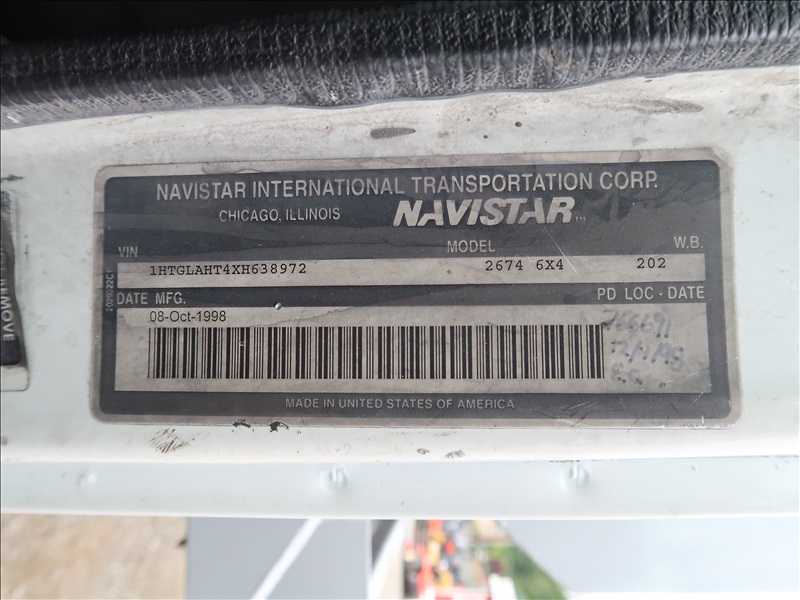 NAVISTAR INTERNATIONAL TRANSPORTATION CORP.
CHICAGO, ILLINOIS NAVISTAR
VIN MODEL W.B.
1HTGLAHT4XH638972 2674 6X4 202
DATE MFG, PD LOC - DATE
08-Oct-1998
MADE IN UNITED STATES OF AMERICA
REMOVE